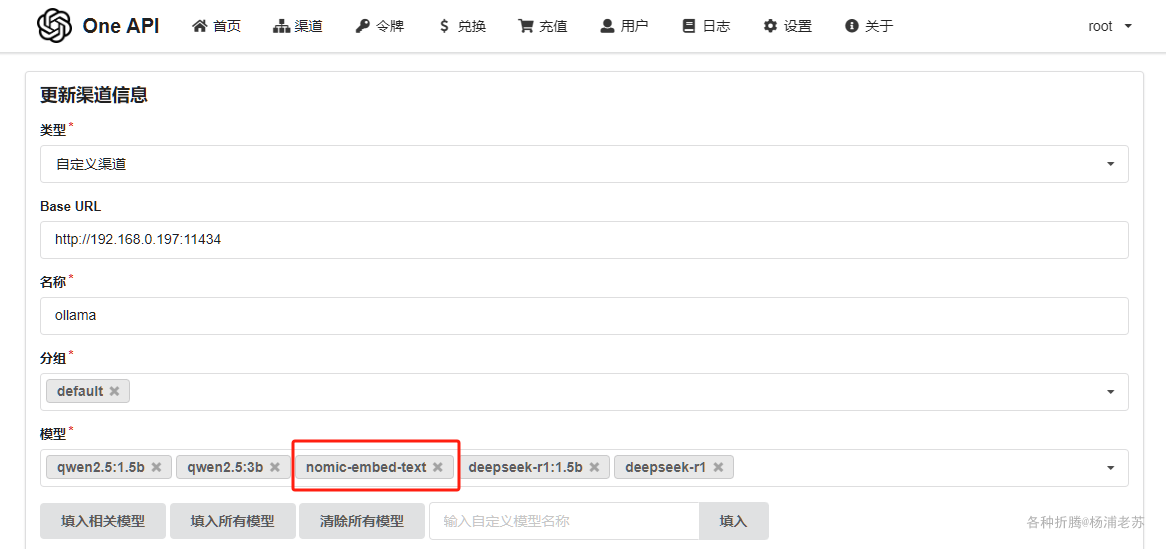 One API 首页 渠道 令牌 兑换 充值 用户 日志 设置 关于 root
更新渠道信息
类型*
自定义渠道
Base URL
http://192.168.0.197:11434
名称*
ollama
分组*
default
模型*
qwen2.5:1.5b qwen2.5:3b nomic-embed-text deepseek-r1:1.5b deepseek-r1
填入相关模型 填入所有模型 清除所有模型 输入自定义模型名称 填入
各种折腾@杨浦老苏